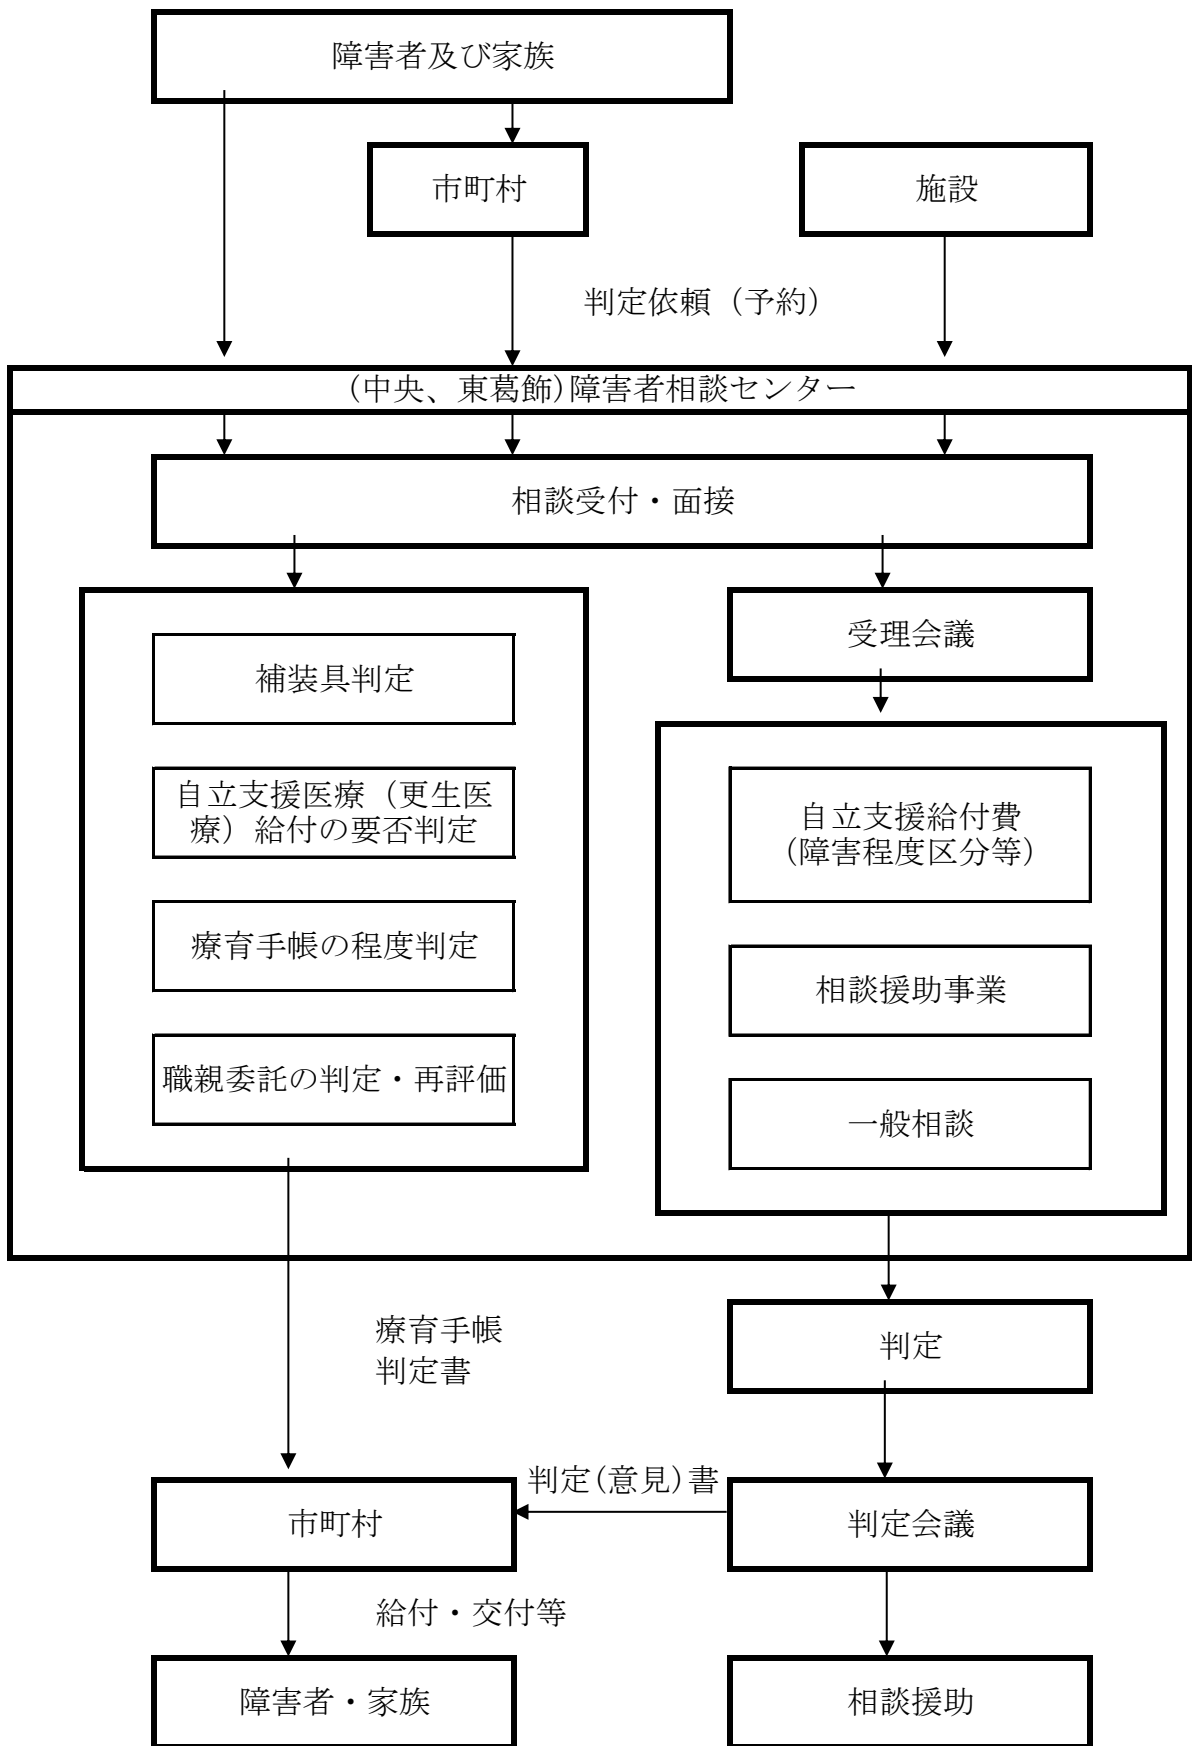 障害者及び家族
市町村
施設
判定依頼（予約）
(中央、東葛飾)障害者相談センター
相談受付・面接
補装具判定
自立支援医療（更生医
療）給付の要否判定
療育手帳の程度判定
職親委託の判定・再評価
受理会議
自立支援給付費
（障害程度区分等）
相談援助事業
一般相談
療育手帳
判定書
判定
判定(意見)書
市町村
判定会議
給付・交付等
障害者・家族
相談援助